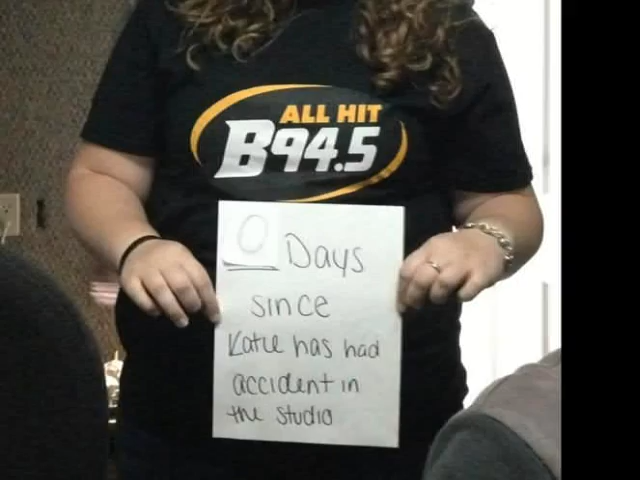 ALL HIT
B94.5
0 Days
since
Katie has had
accident in
the studio